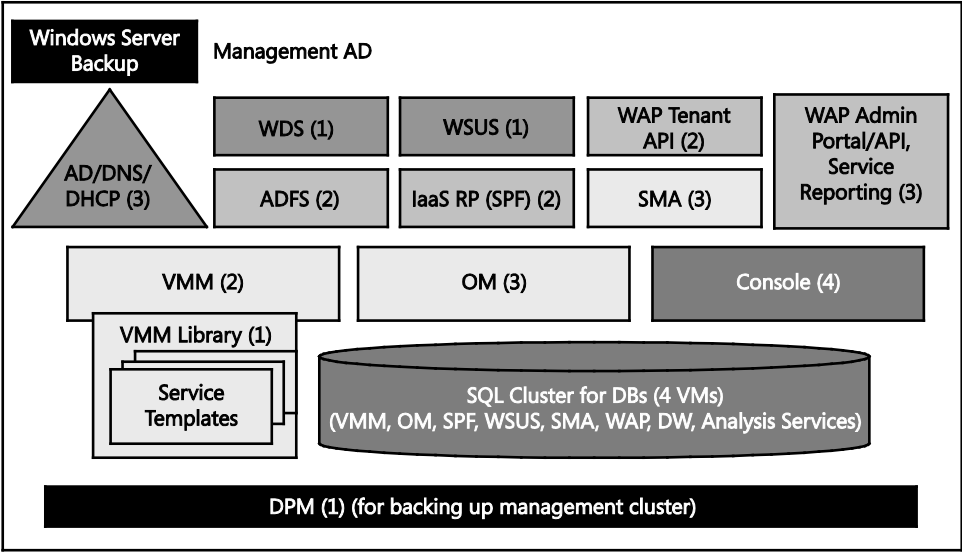 Windows Server
Backup
Management AD
AD/DNS/
DHCP (3)
WDS (1)
WSUS (1)
WAP Tenant
API (2)
WAP Admin
Portal/API,
Service
Reporting (3)
ADFS (2)
IaaS RP (SPF) (2)
SMA (3)
VMM (2)
OM (3)
Console (4)
VMM Library (1)
Service
Templates
SQL Cluster for DBs (4 VMs)
(VMM, OM, SPF, WSUS, SMA, WAP, DW, Analysis Services)
DPM (1) (for backing up management cluster)